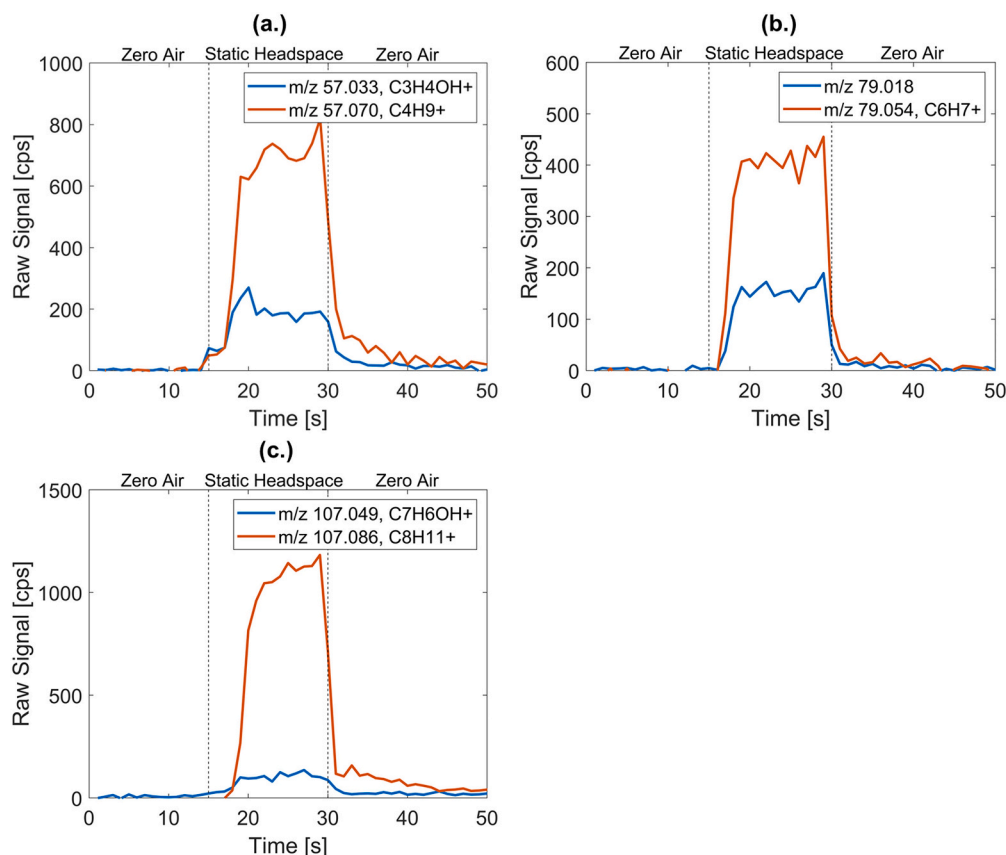 (a.)
Zero Air Static Headspace Zero Air
m/z 57.033, C3H4OH+
m/z 57.070, C4H9+
1000
800
600
400
200
0
Raw Signal [cps]
0 10 20 30 40 50
Time [s]
(b.)
Zero Air Static Headspace Zero Air
m/z 79.018
m/z 79.054, C6H7+
600
500
400
300
200
100
0
Raw Signal [cps]
0 10 20 30 40 50
Time [s]
(c.)
Zero Air Static Headspace Zero Air
m/z 107.049, C7H6OH+
m/z 107.086, C8H11+
1500
1000
500
0
Raw Signal [cps]
0 10 20 30 40 50
Time [s]